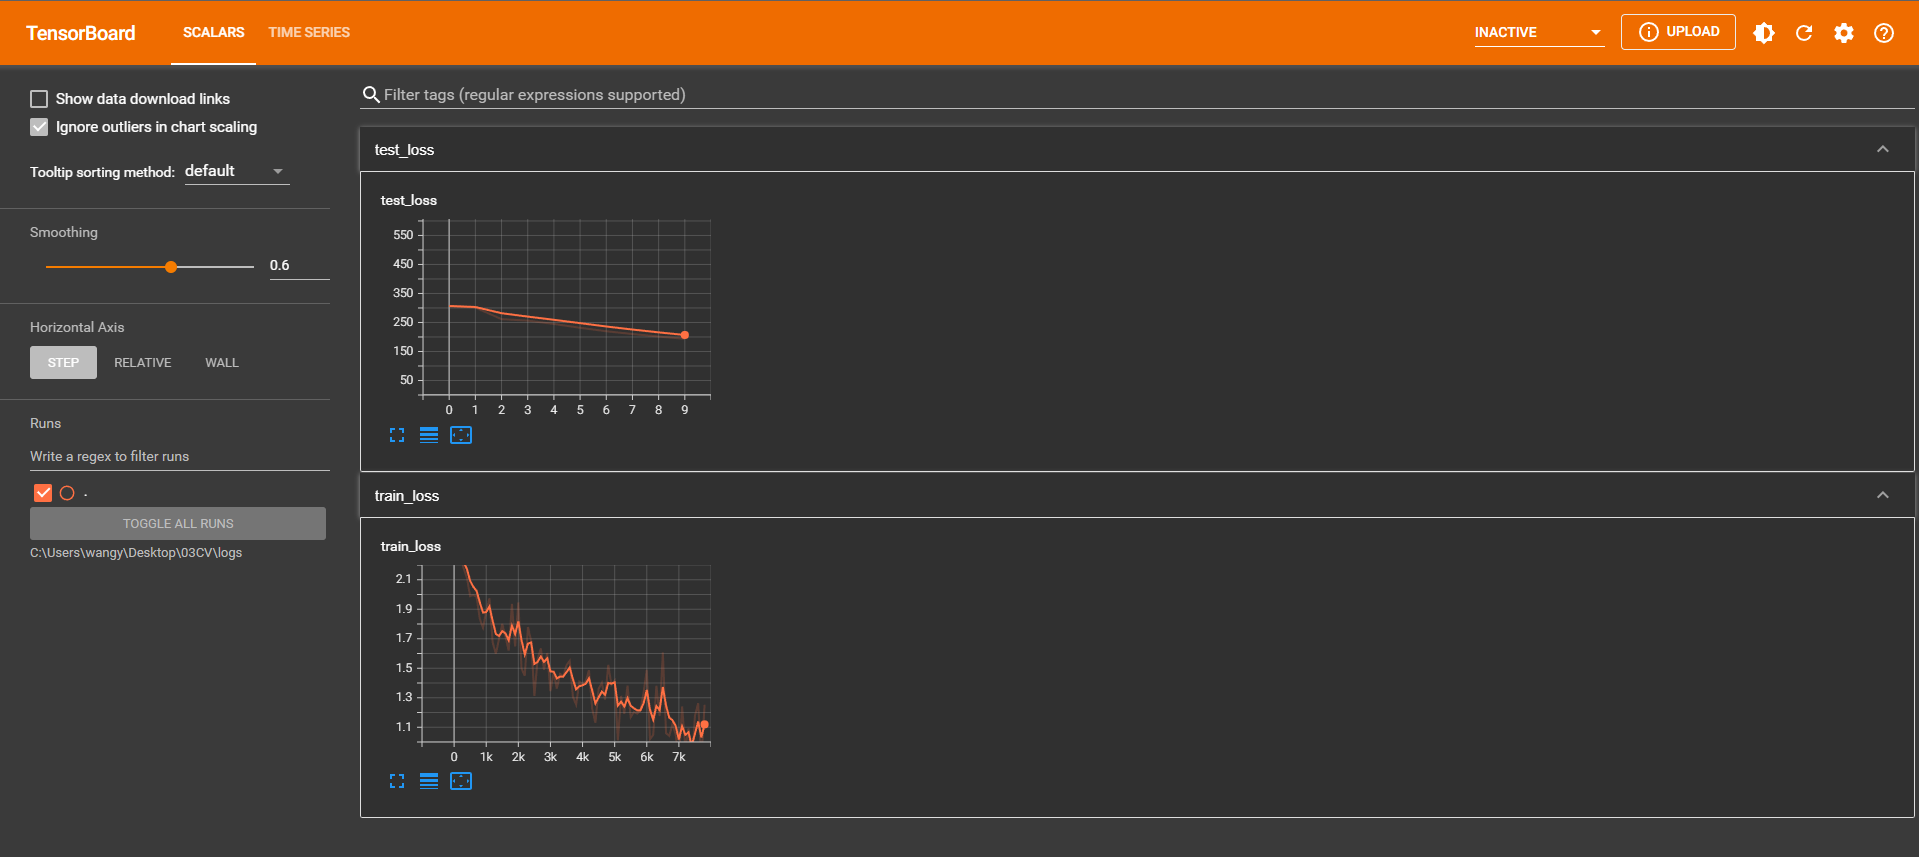 TensorBoard SCALARS TIME SERIES INACTIVE UPLOAD
Show data download links
Ignore outliers in chart scaling
Tooltip sorting method: default
Smoothing
0.6
Horizontal Axis
STEP RELATIVE WALL
Runs
Write a regex to filter runs
.
TOGGLE ALL RUNS
C:\Users\wangy\Desktop\03CV\logs
Filter tags (regular expressions supported)
test_loss
test_loss
550
450
350
250
150
50
0 1 2 3 4 5 6 7 8 9
train_loss
train_loss
2.1
1.9
1.7
1.5
1.3
1.1
0 1k 2k 3k 4k 5k 6k 7k